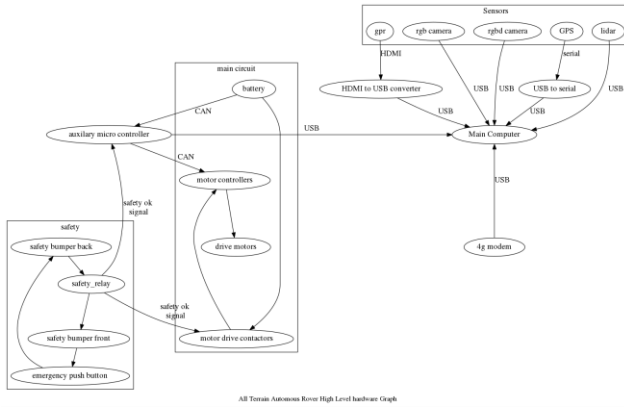 Sensors
gpr
rgb camera
rgbd camera
GPS
lidar
HDMI
serial
main circuit
battery
HDMI to USB converter
USB
USB
USB to serial
USB
USB
USB
CAN
auxilary micro controller
USB
Main Computer
CAN
motor controllers
USB
safety ok
signal
safety
safety bumper back
drive motors
4g modem
safety_relay
safety ok
signal
safety bumper front
motor drive contactors
emergency push button
All Terrain Automous Rover High Level hardware Graph